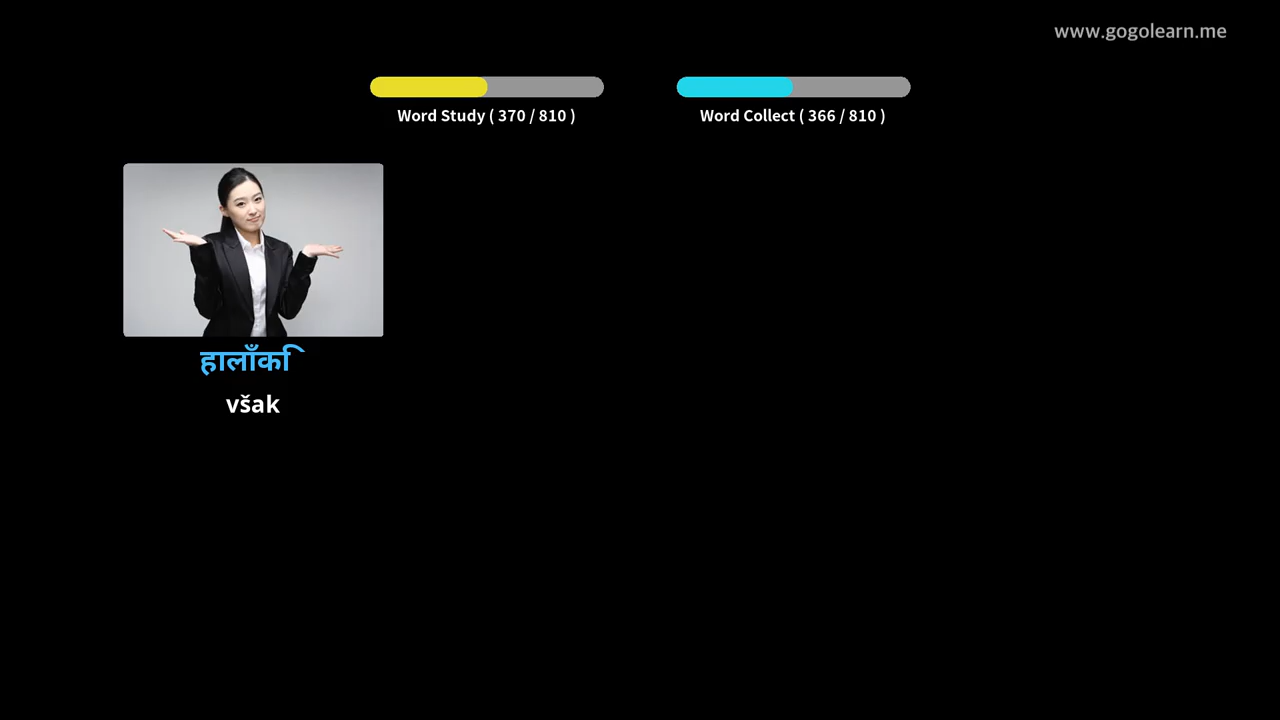 www.gogolearn.me
Word Study ( 370 / 810 )
Word Collect ( 366 / 810 )
हालाँकि
však